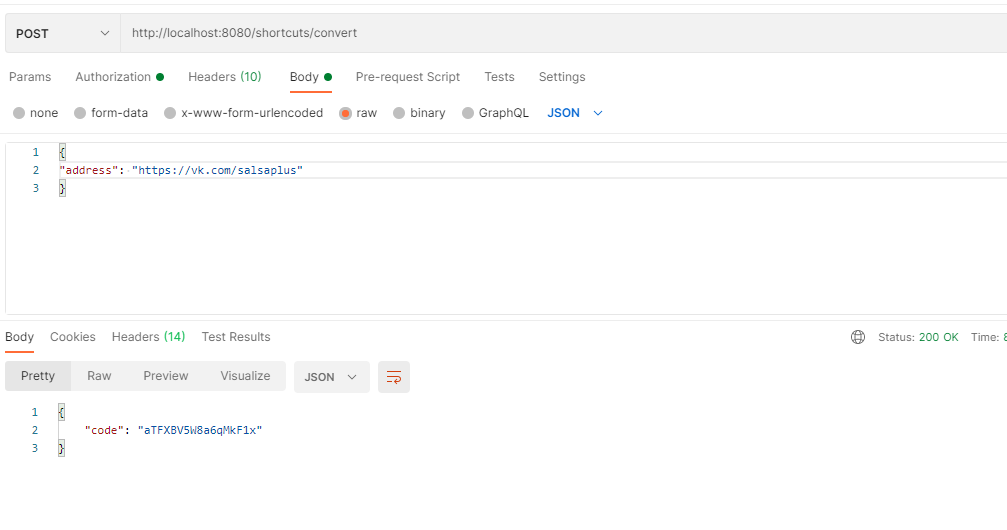 POST http://localhost:8080/shortcuts/convert
Params Authorization Headers (10) Body Pre-request Script Tests Settings
none form-data x-www-form-urlencoded raw binary GraphQL JSON
1 {
2 "address": "https://vk.com/salsaplus"
3 }
Body Cookies Headers (14) Test Results Status: 200 OK Time: 8
Pretty Raw Preview Visualize JSON
1 {
2 "code": "aTFXBV5W8a6qMkF1x"
3 }